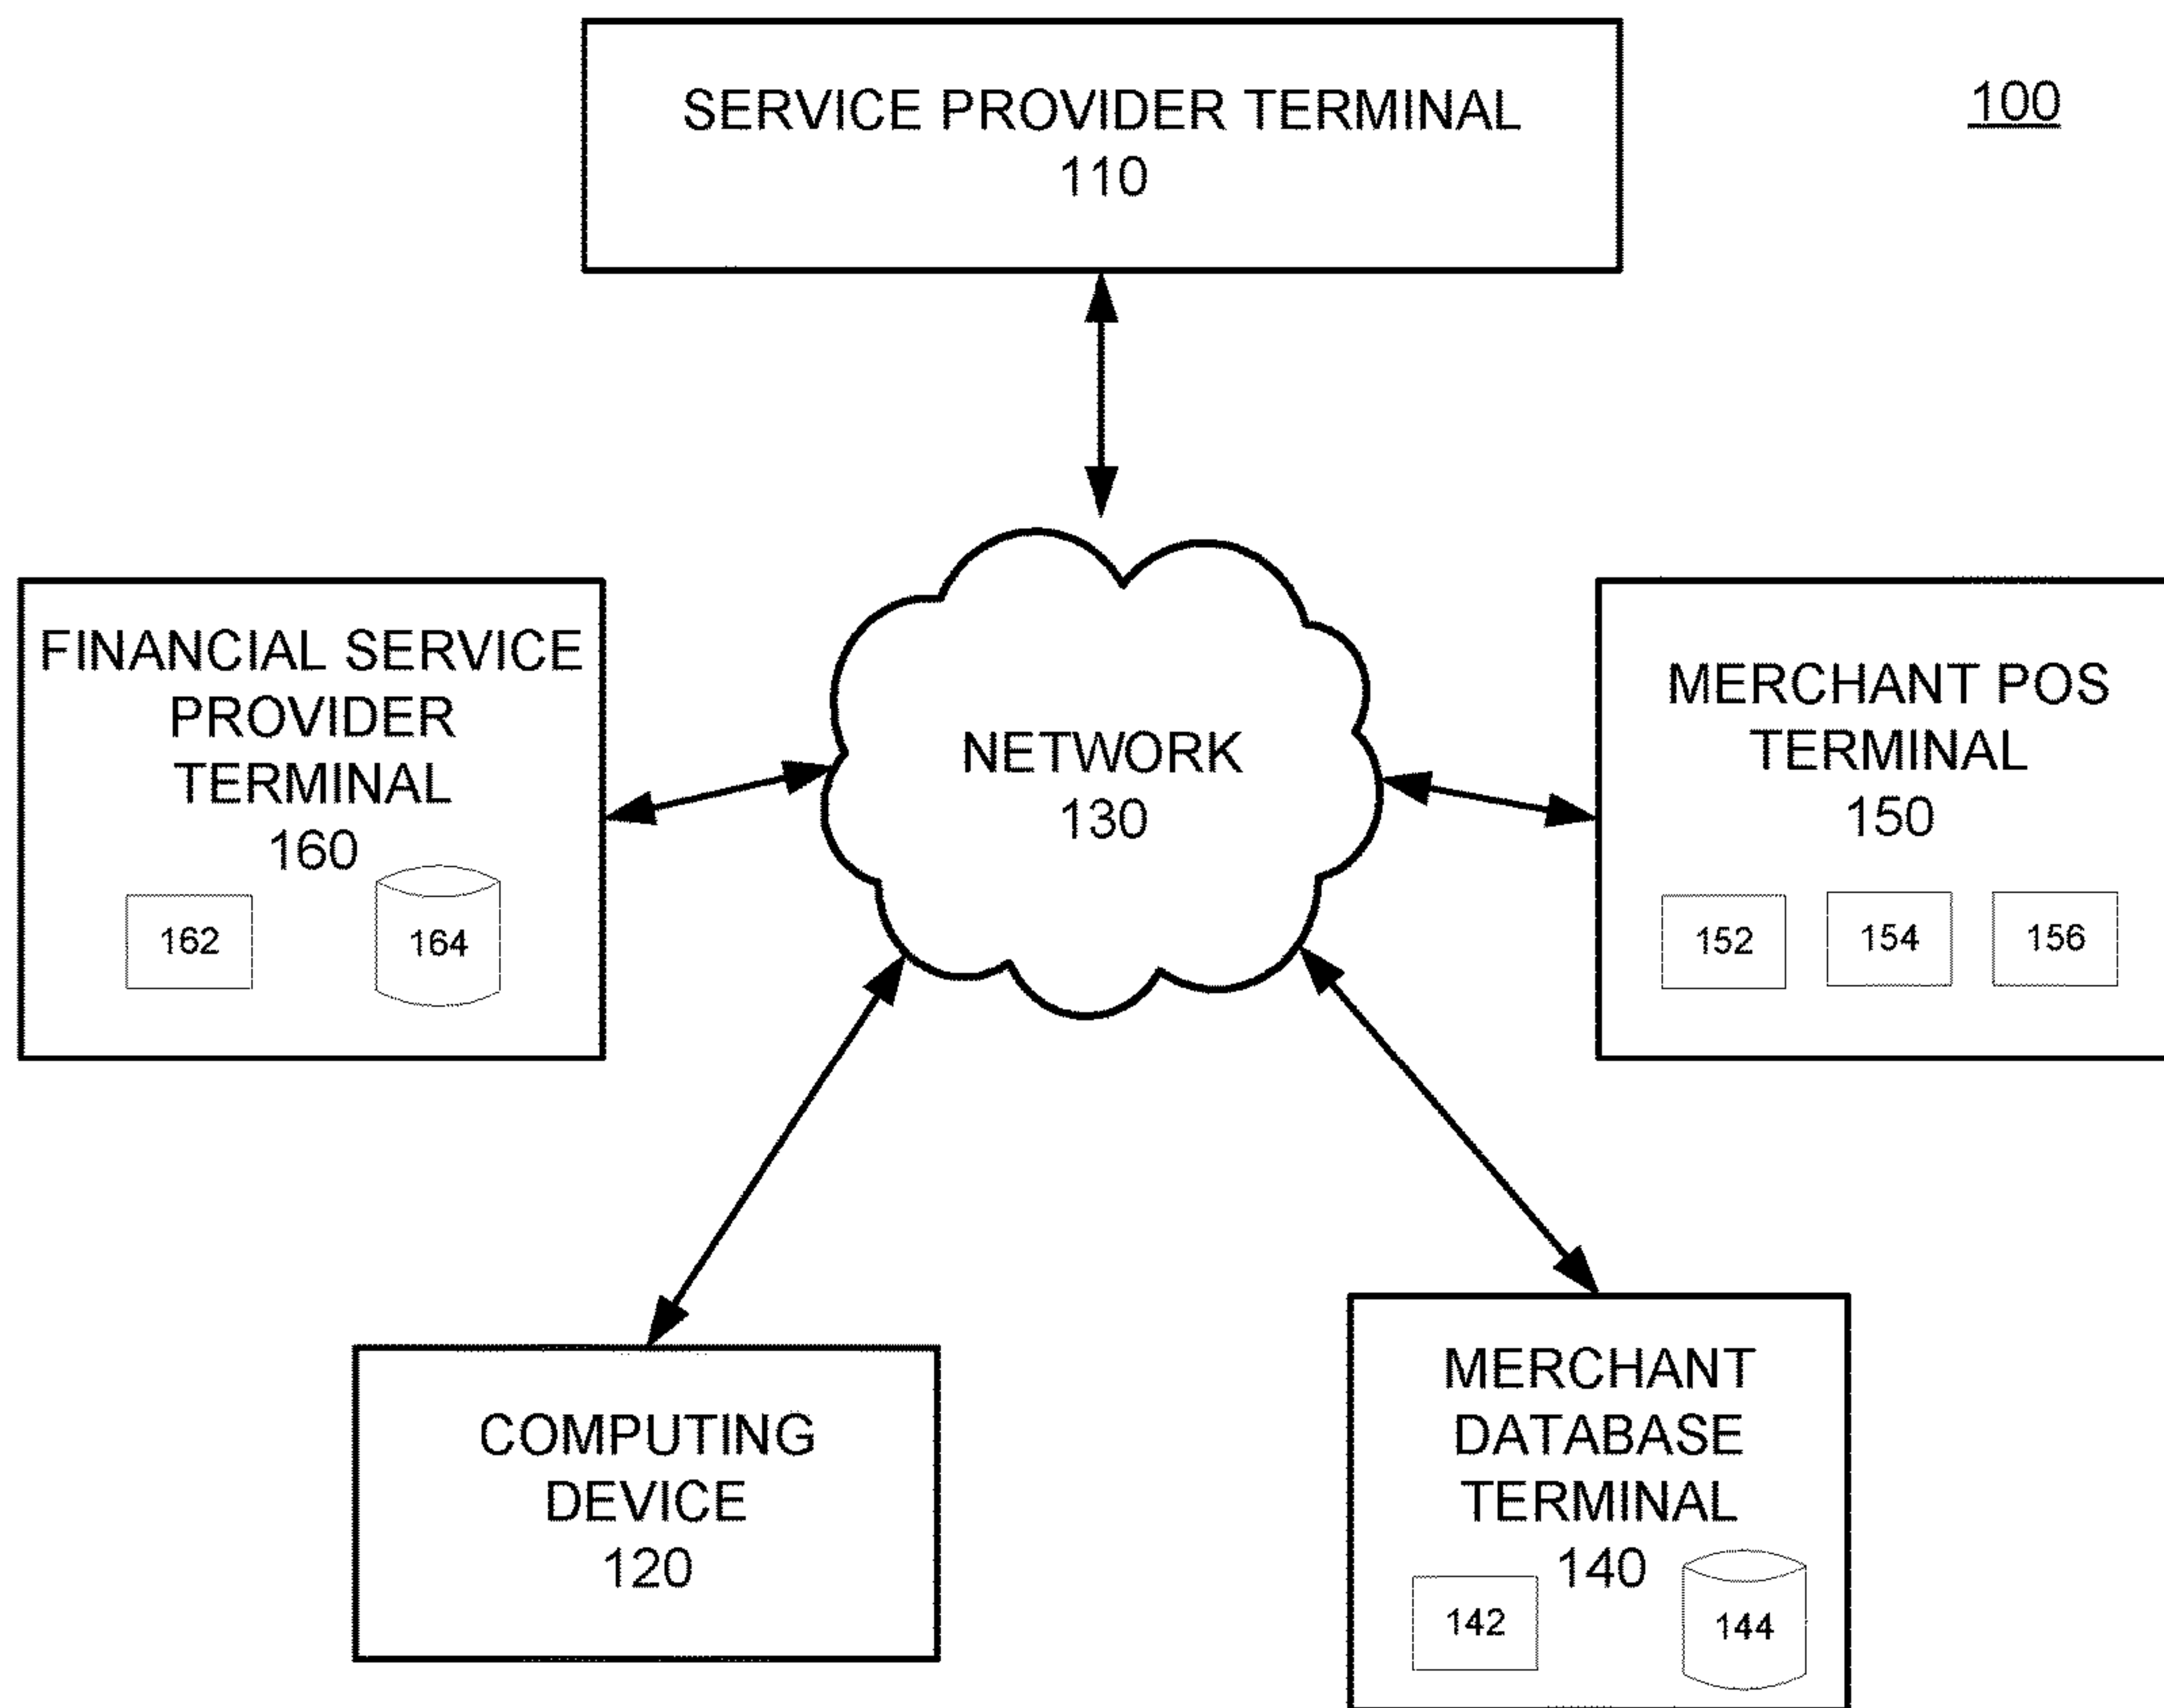 SERVICE PROVIDER TERMINAL
110
100
FINANCIAL SERVICE
PROVIDER
TERMINAL
160
162
164
NETWORK
130
MERCHANT POS
TERMINAL
150
152
154
156
COMPUTING
DEVICE
120
MERCHANT
DATABASE
TERMINAL
140
142
144